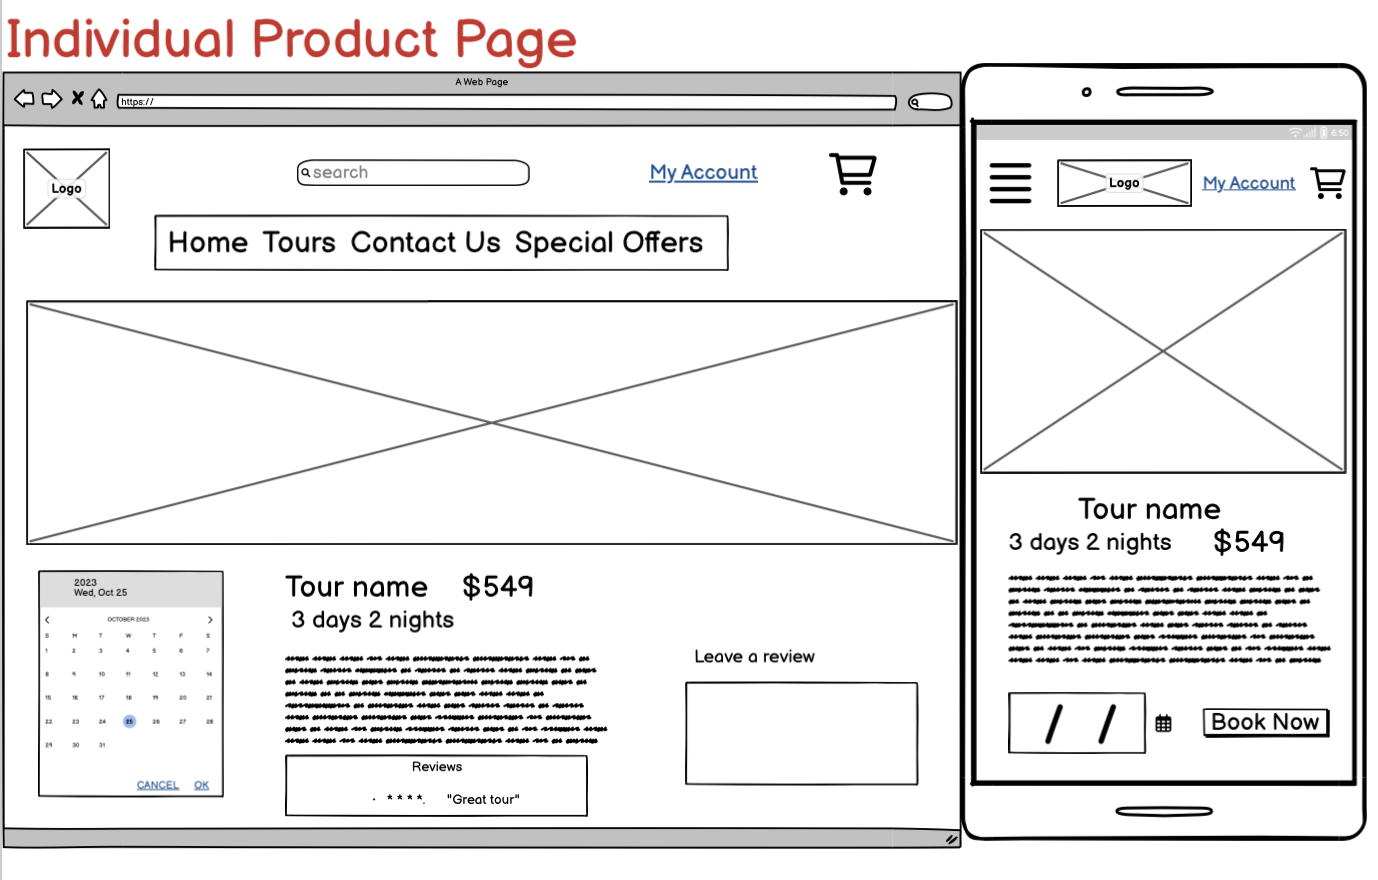 Individual Product Page
A Web Page
https://
Logo
search
My Account
Home Tours Contact Us Special Offers
2023
Wed, Oct 25
OCTOBER 2023
S M T W T F S
1 2 3 4 5 6 7
8 9 10 11 12 13 14
15 16 17 18 19 20 21
22 23 24 25 26 27 28
29 30 31
CANCEL OK
Tour name $549
3 days 2 nights
Reviews
. * * * *. "Great tour"
Leave a review
6:50
Logo
My Account
Tour name
3 days 2 nights $549
/ /
Book Now